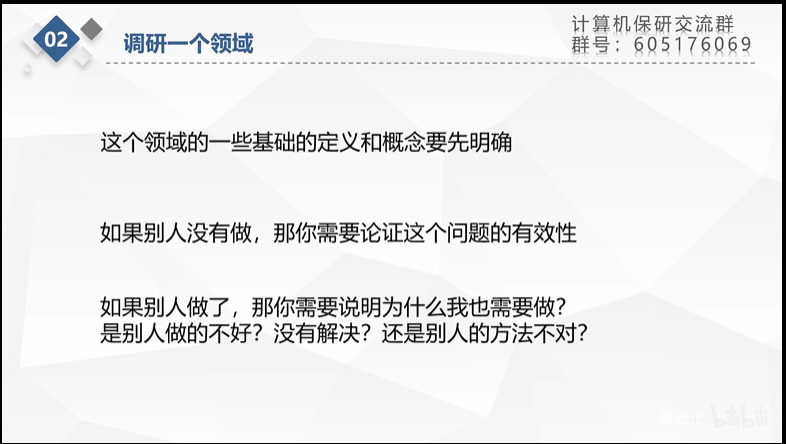 02
调研一个领域
计算机保研交流群
群号：605176069
这个领域的一些基础的定义和概念要先明确
如果别人没有做，那你需要论证这个问题的有效性
如果别人做了，那你需要说明为什么我也需要做？
是别人做的不好？没有解决？还是别人的方法不对？
bilibili